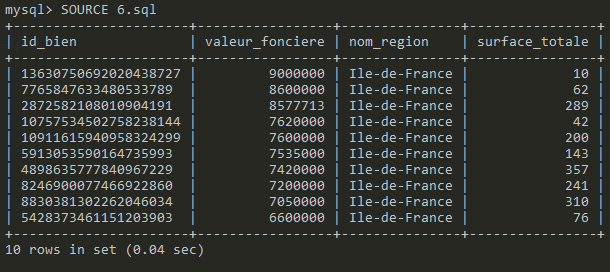 mysql> SOURCE 6.sql
+----------------------+-----------------+---------------+-----------------+
| id_bien              | valeur_fonciere | nom_region    | surface_totale |
+----------------------+-----------------+---------------+-----------------+
| 13630750692020438727 |         9000000 | Ile-de-France |             10 |
| 7765847633480533789  |         8600000 | Ile-de-France |             62 |
| 2872582108010904191  |         8577713 | Ile-de-France |            289 |
| 10757534502758238144 |         7620000 | Ile-de-France |             42 |
| 10911615940958324299 |         7600000 | Ile-de-France |            200 |
| 5913053590164735993  |         7535000 | Ile-de-France |            143 |
| 4898635777840967229  |         7420000 | Ile-de-France |            357 |
| 8246900077466922860  |         7200000 | Ile-de-France |            241 |
| 8830381302262046034  |         7050000 | Ile-de-France |            310 |
| 5428373461151203903  |         6600000 | Ile-de-France |             76 |
+----------------------+-----------------+---------------+-----------------+
10 rows in set (0.04 sec)